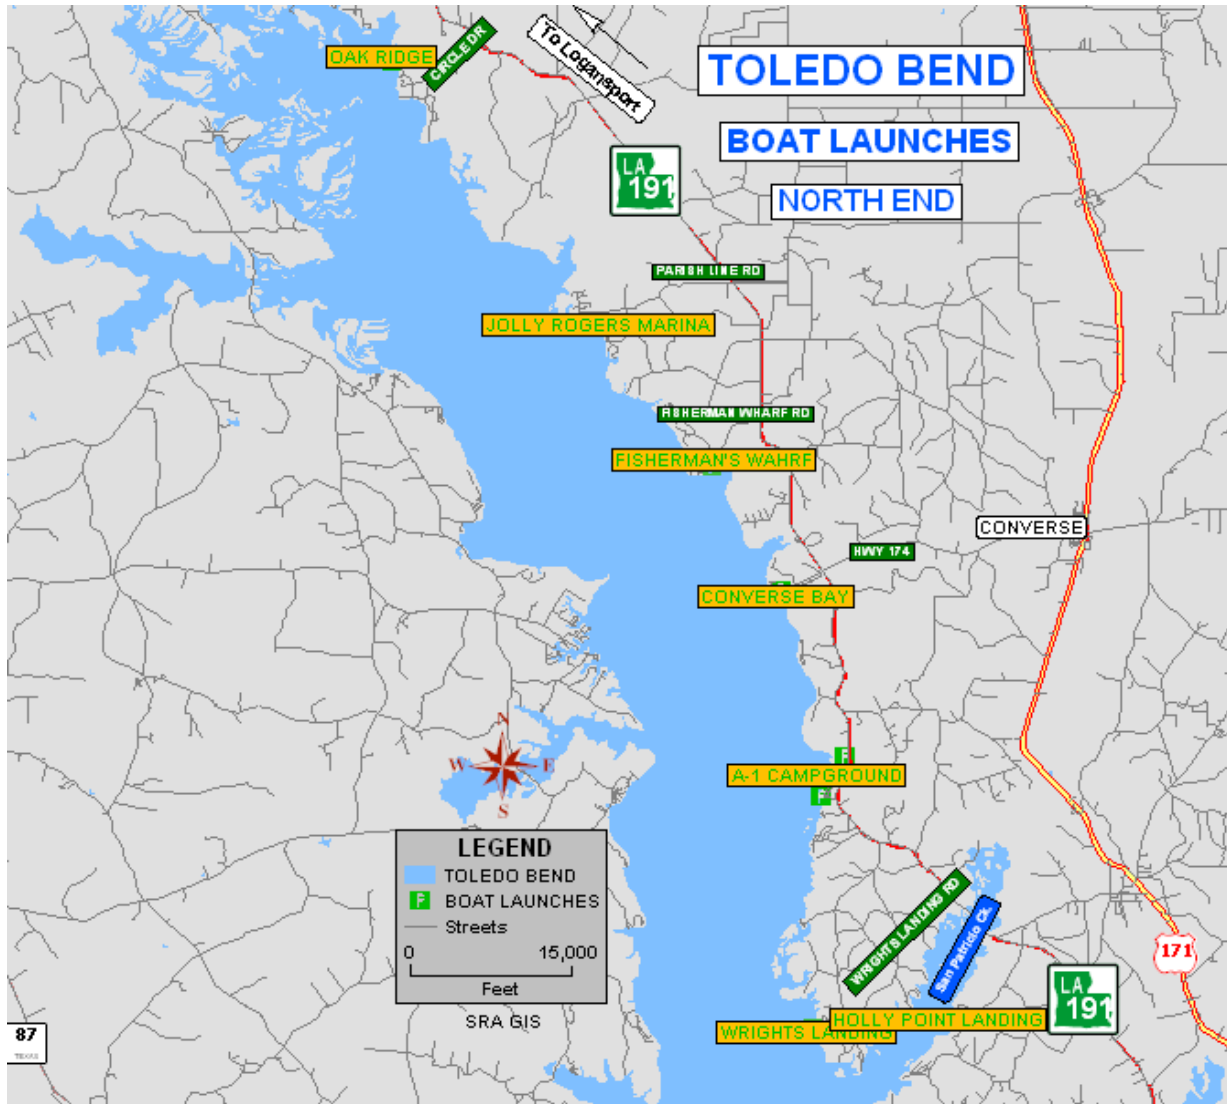 OAK RIDGE
CIRCLE DR
To Logansport
TOLEDO BEND
BOAT LAUNCHES
NORTH END
LA
191
PARISH LINE RD
JOLLY ROGERS MARINA
FISHERMAN WHARF RD
FISHERMAN'S WAHRF
CONVERSE
HWY 174
CONVERSE BAY
N
W E
S
A-1 CAMPGROUND
LEGEND
TOLEDO BEND
BOAT LAUNCHES
Streets
0 15,000
Feet
SRA GIS
WRIGHTS LANDING RD
San Patricio Ck.
171
LA
191
HOLLY POINT LANDING
WRIGHTS LANDING
87
TEXAS